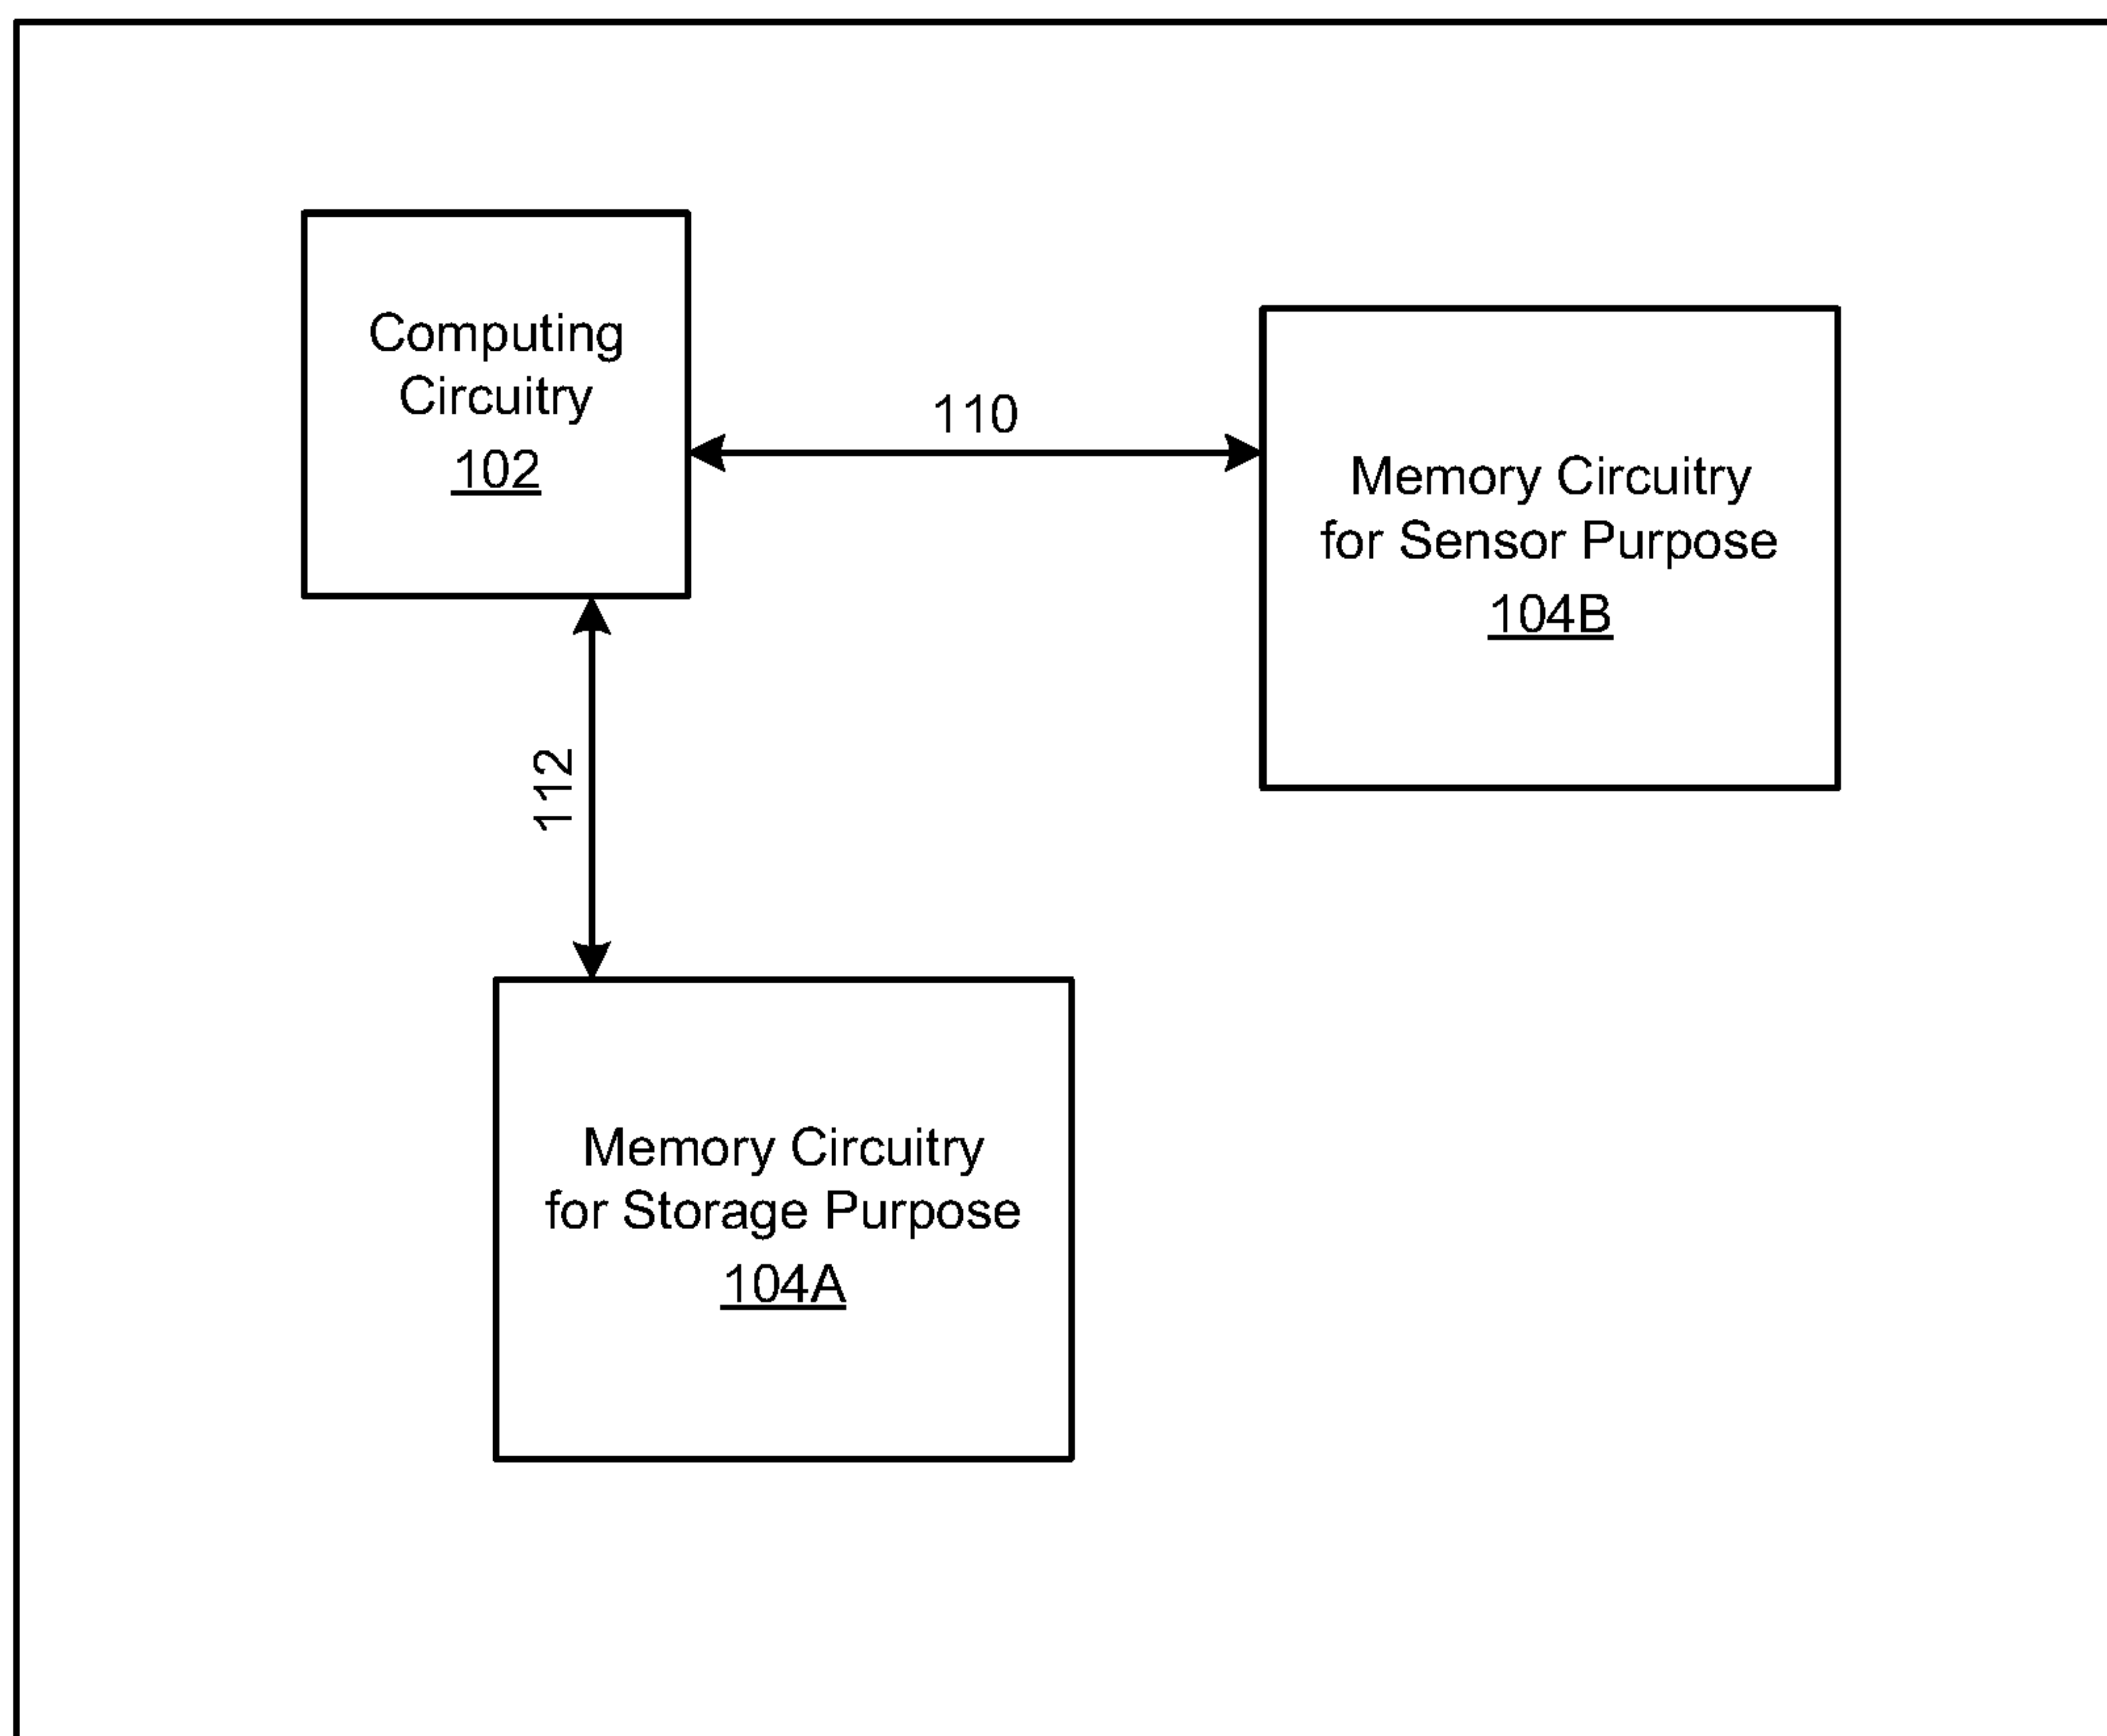 Computing
Circuitry
102
110
Memory Circuitry
for Sensor Purpose
104B
112
Memory Circuitry
for Storage Purpose
104A